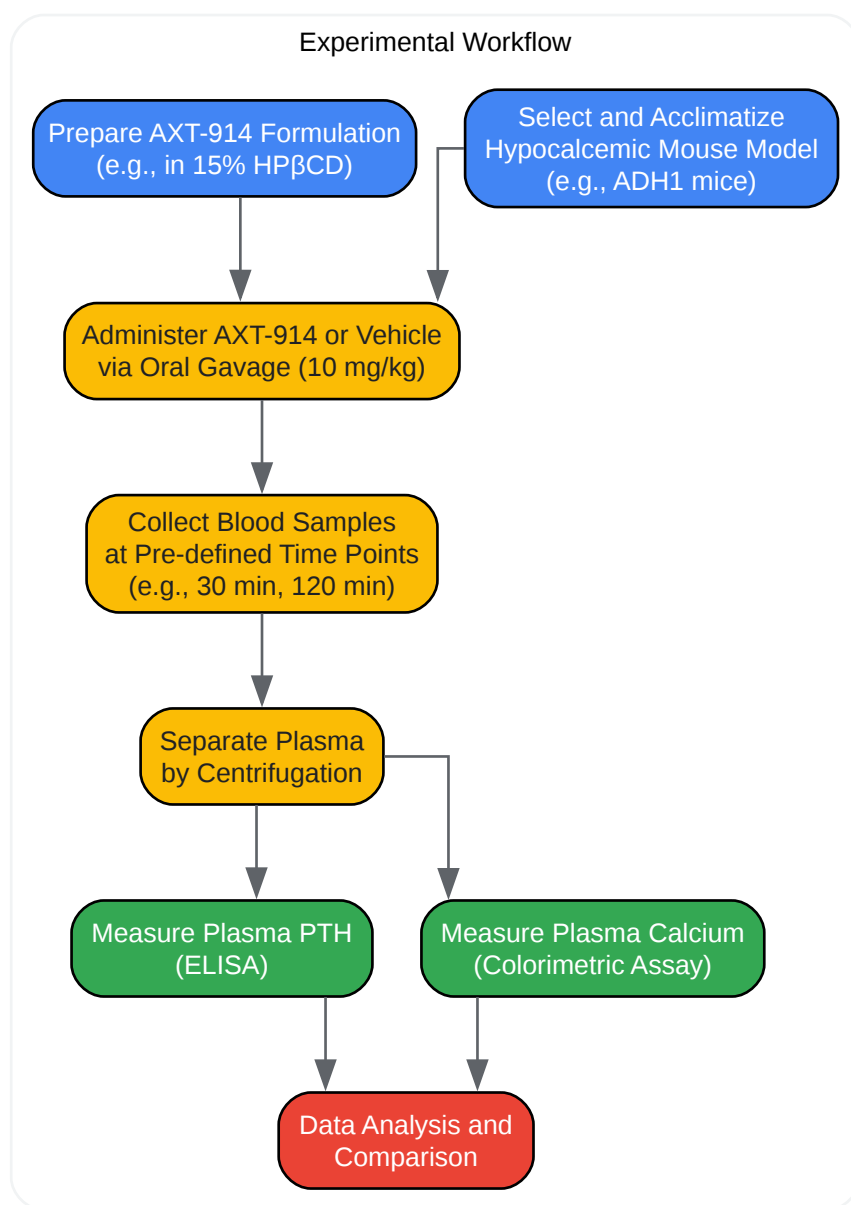 Experimental Workflow
Prepare AXT-914 Formulation
(e.g., in 15% HPβCD)
Select and Acclimatize
Hypocalcemic Mouse Model
(e.g., ADH1 mice)
Administer AXT-914 or Vehicle
via Oral Gavage (10 mg/kg)
Collect Blood Samples
at Pre-defined Time Points
(e.g., 30 min, 120 min)
Separate Plasma
by Centrifugation
Measure Plasma PTH
(ELISA)
Measure Plasma Calcium
(Colorimetric Assay)
Data Analysis and
Comparison